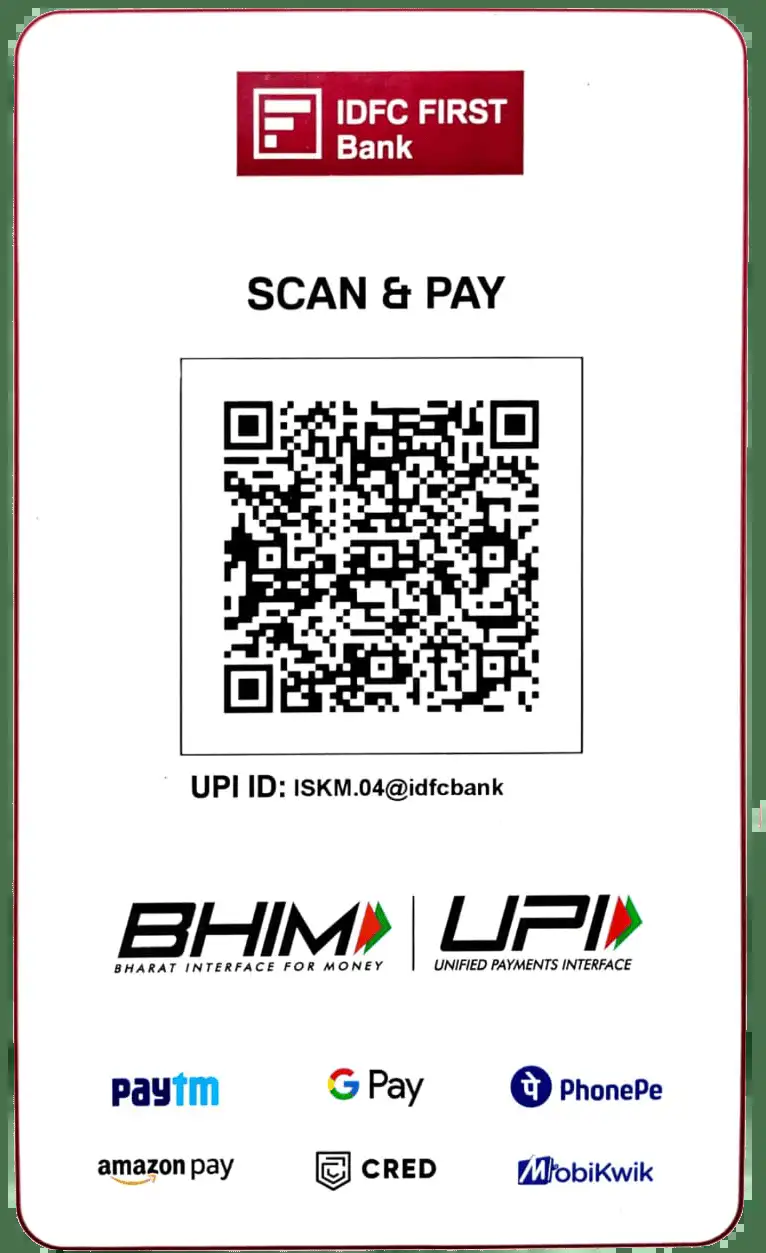 IDFC FIRST
Bank
SCAN & PAY
UPI ID: ISKM.04@idfcbank
BHIM
BHARAT INTERFACE FOR MONEY
UPI
UNIFIED PAYMENTS INTERFACE
paytm
G Pay
पे PhonePe
amazon pay
CRED
MobiKwik